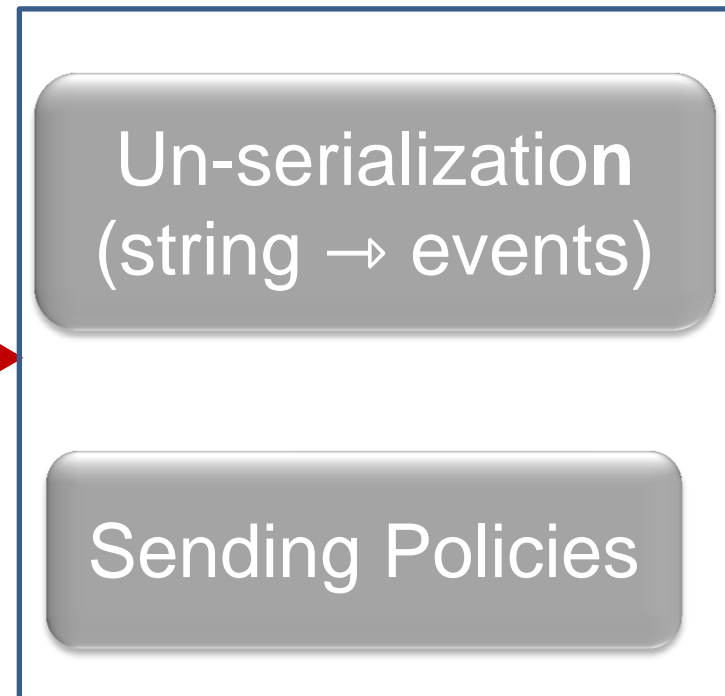 Un-serialization
(string → events)
Sending Policies